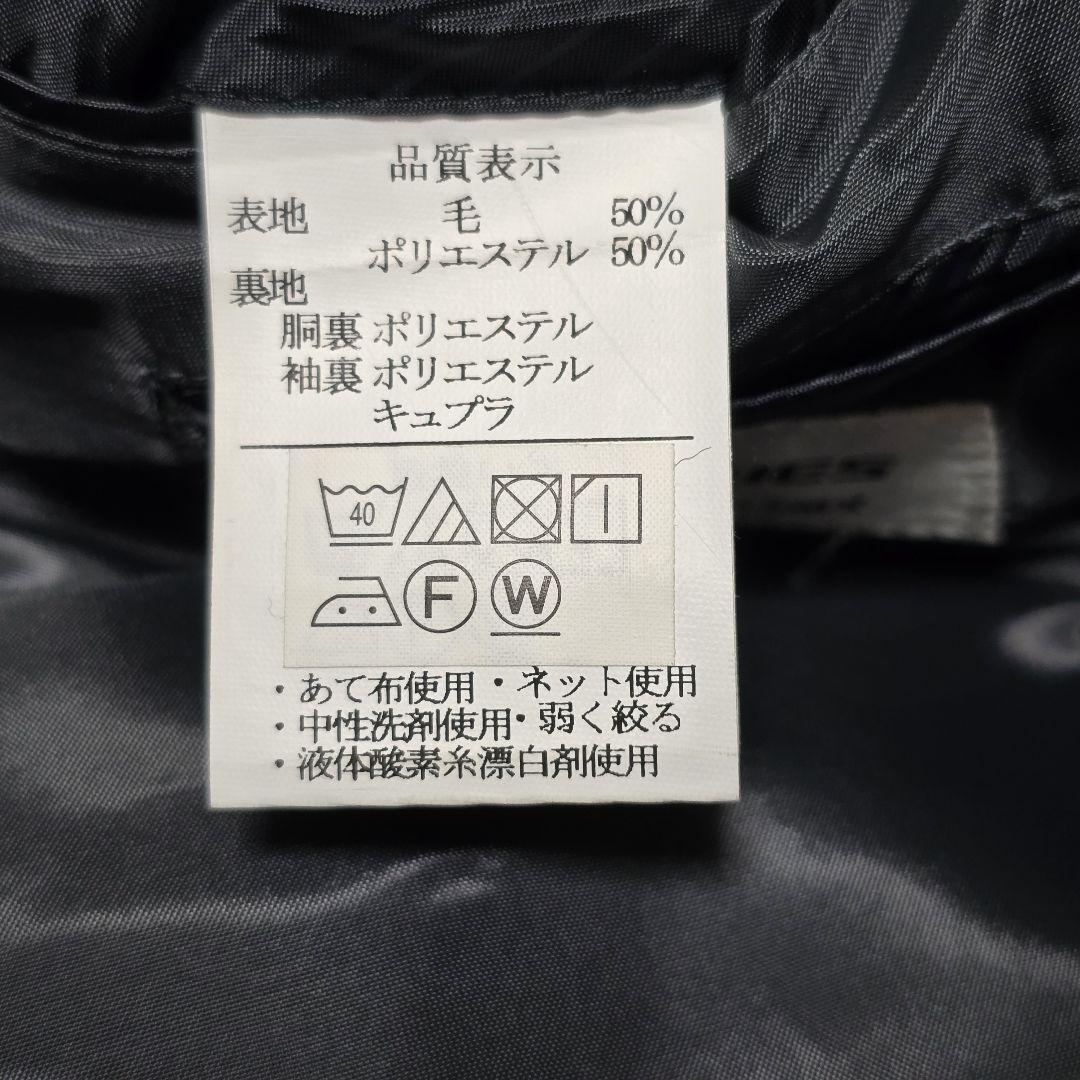 品質表示
表地 毛 50%
ポリエステル 50%
裏地
胴裏 ポリエステル
袖裏 ポリエステル
キュプラ
40
F W
・あて布使用・ネット使用
・中性洗剤使用・弱く絞る
・液体酸素糸漂白剤使用